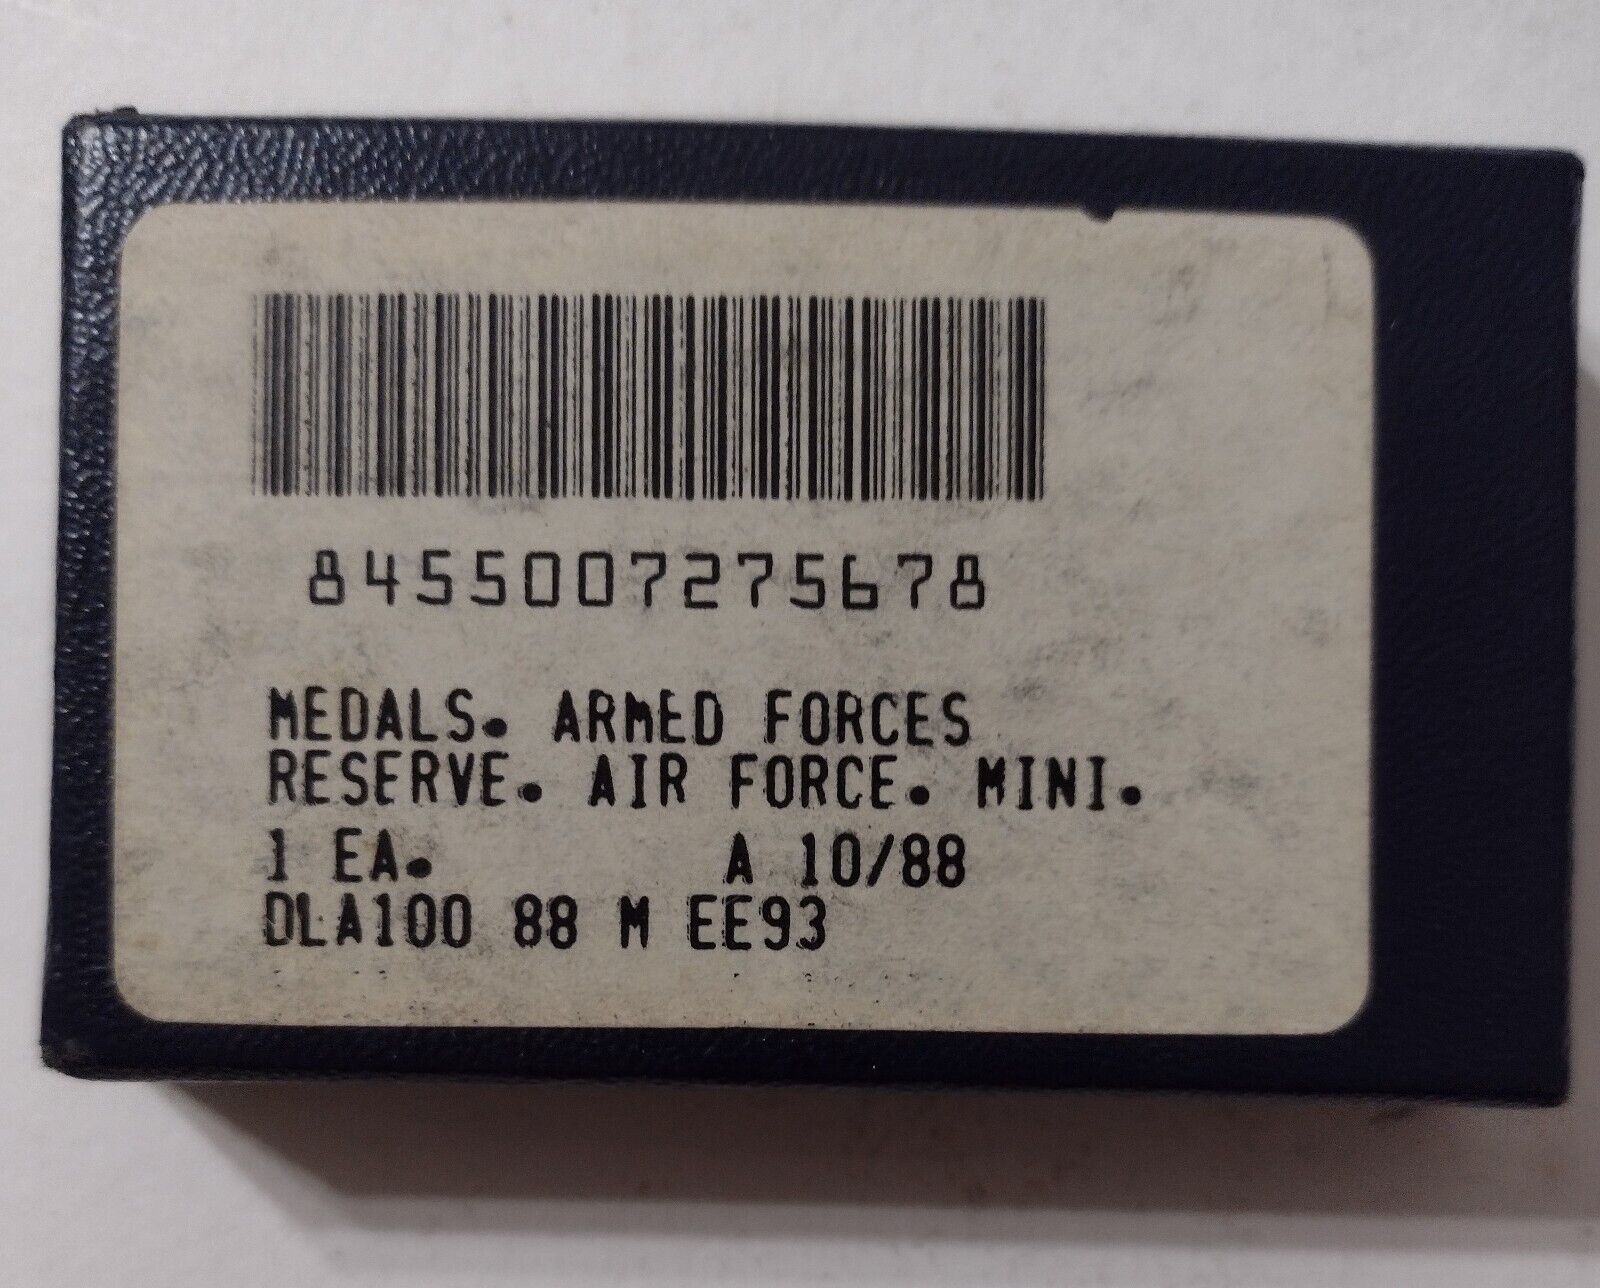 8455007275678
MEDALS. ARMED FORCES
RESERVE. AIR FORCE. MINI.
1 EA. A 10/88
DLA100 88 M EE93